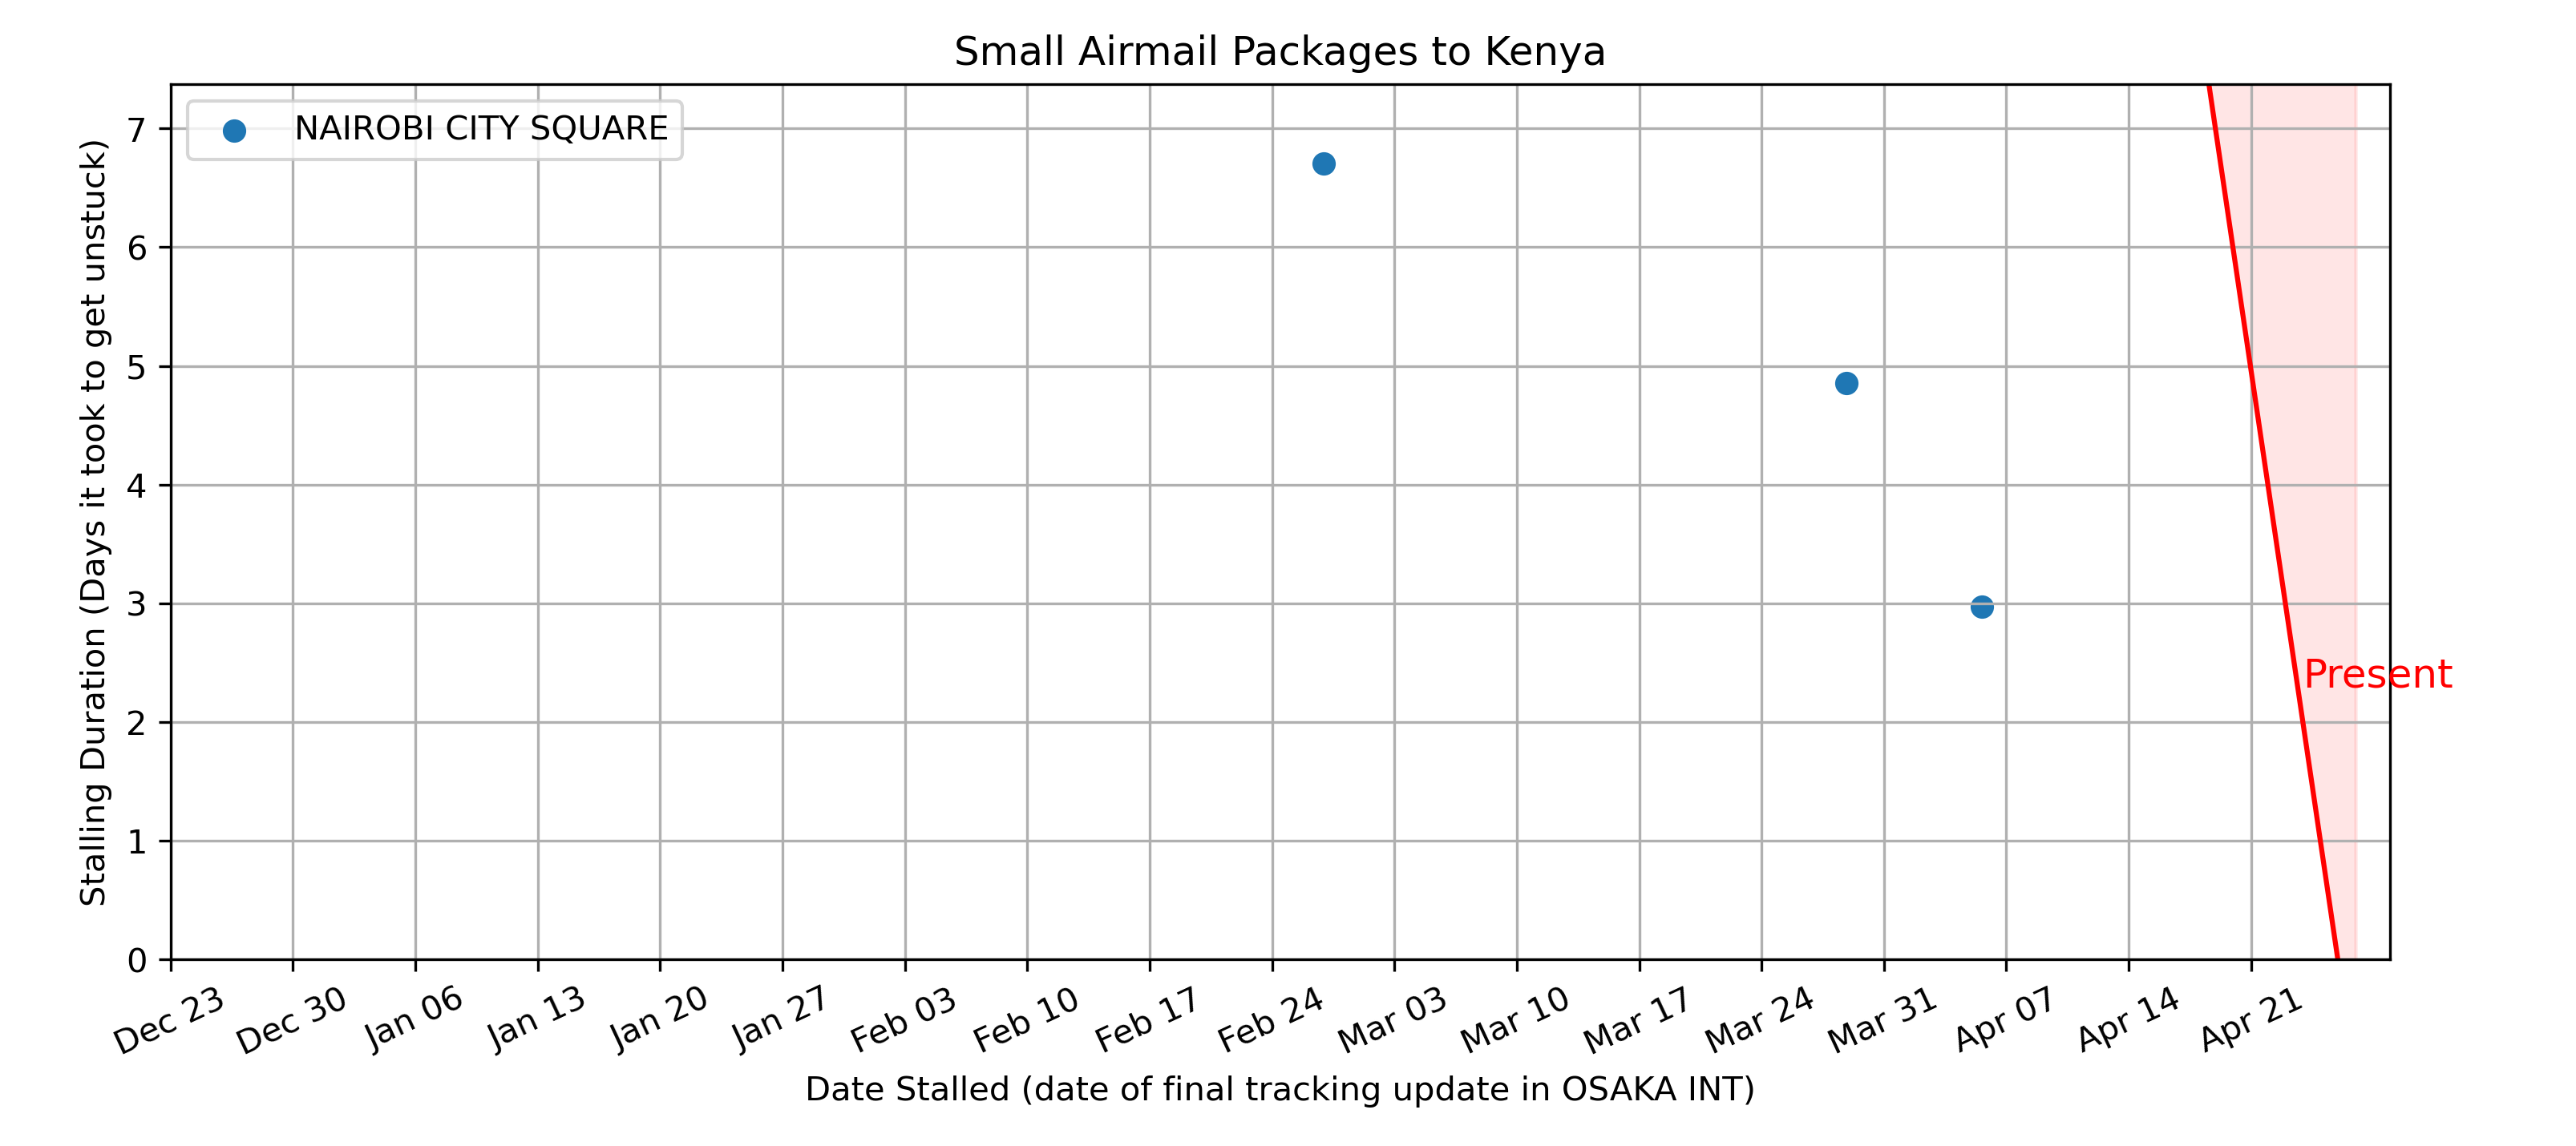 Small Airmail Packages to Kenya
NAIROBI CITY SQUARE
Stalling Duration (Days it took to get unstuck)
7
6
5
4
3
2
1
0
Present
Dec 23
Dec 30
Jan 06
Jan 13
Jan 20
Jan 27
Feb 03
Feb 10
Feb 17
Feb 24
Mar 03
Mar 10
Mar 17
Mar 24
Mar 31
Apr 07
Apr 14
Apr 21
Date Stalled (date of final tracking update in OSAKA INT)